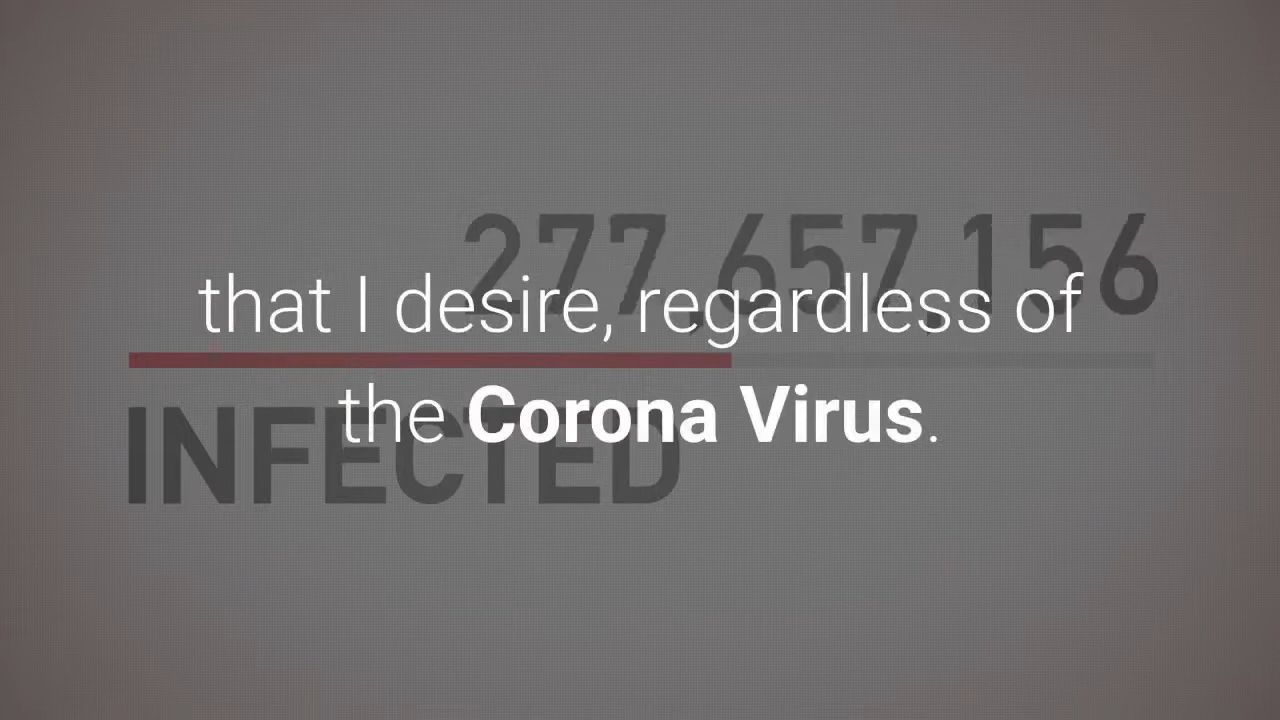 277,657,156
that I desire, regardless of
the Corona Virus.
INFECTED